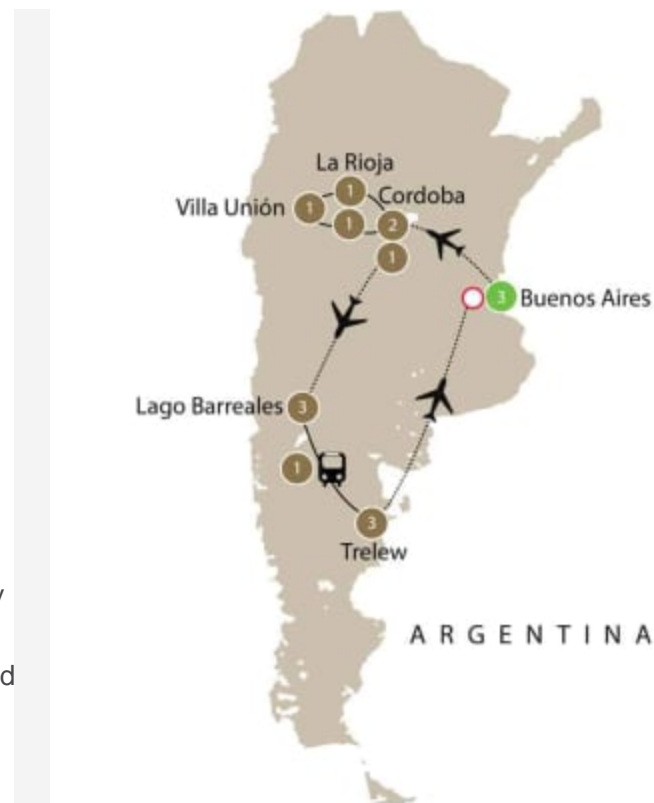 La Rioja
1
Cordoba
Villa Unión
1
1
2
1
3
Buenos Aires
Lago Barreales
3
1
3
Trelew
y
ARGENTINA
d